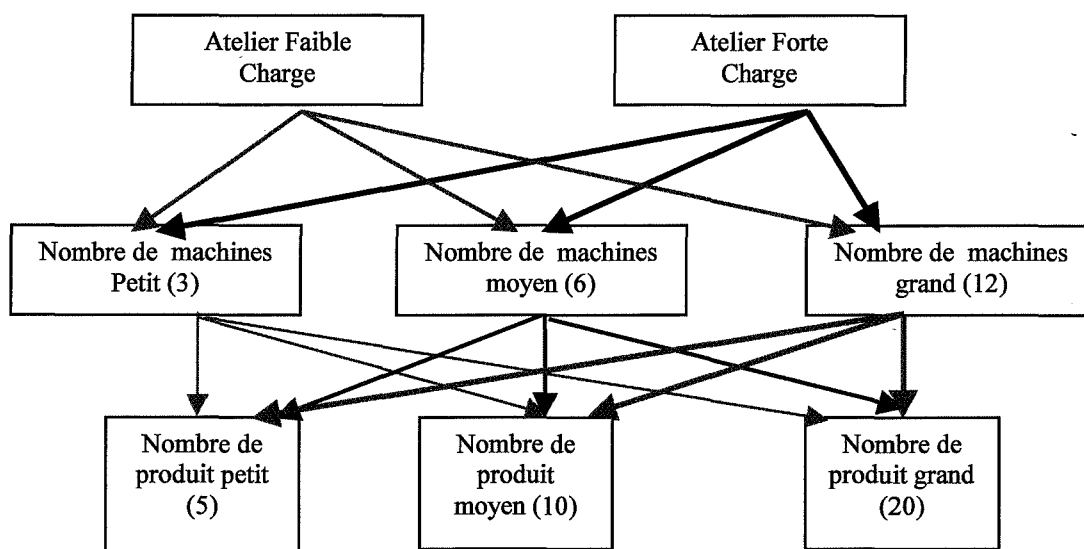 Atelier Faible
Charge
Atelier Forte
Charge
Nombre de machines
Petit (3)
Nombre de machines
moyen (6)
Nombre de machines
grand (12)
Nombre de
produit petit
(5)
Nombre de
produit
moyen (10)
Nombre de
produit grand
(20)